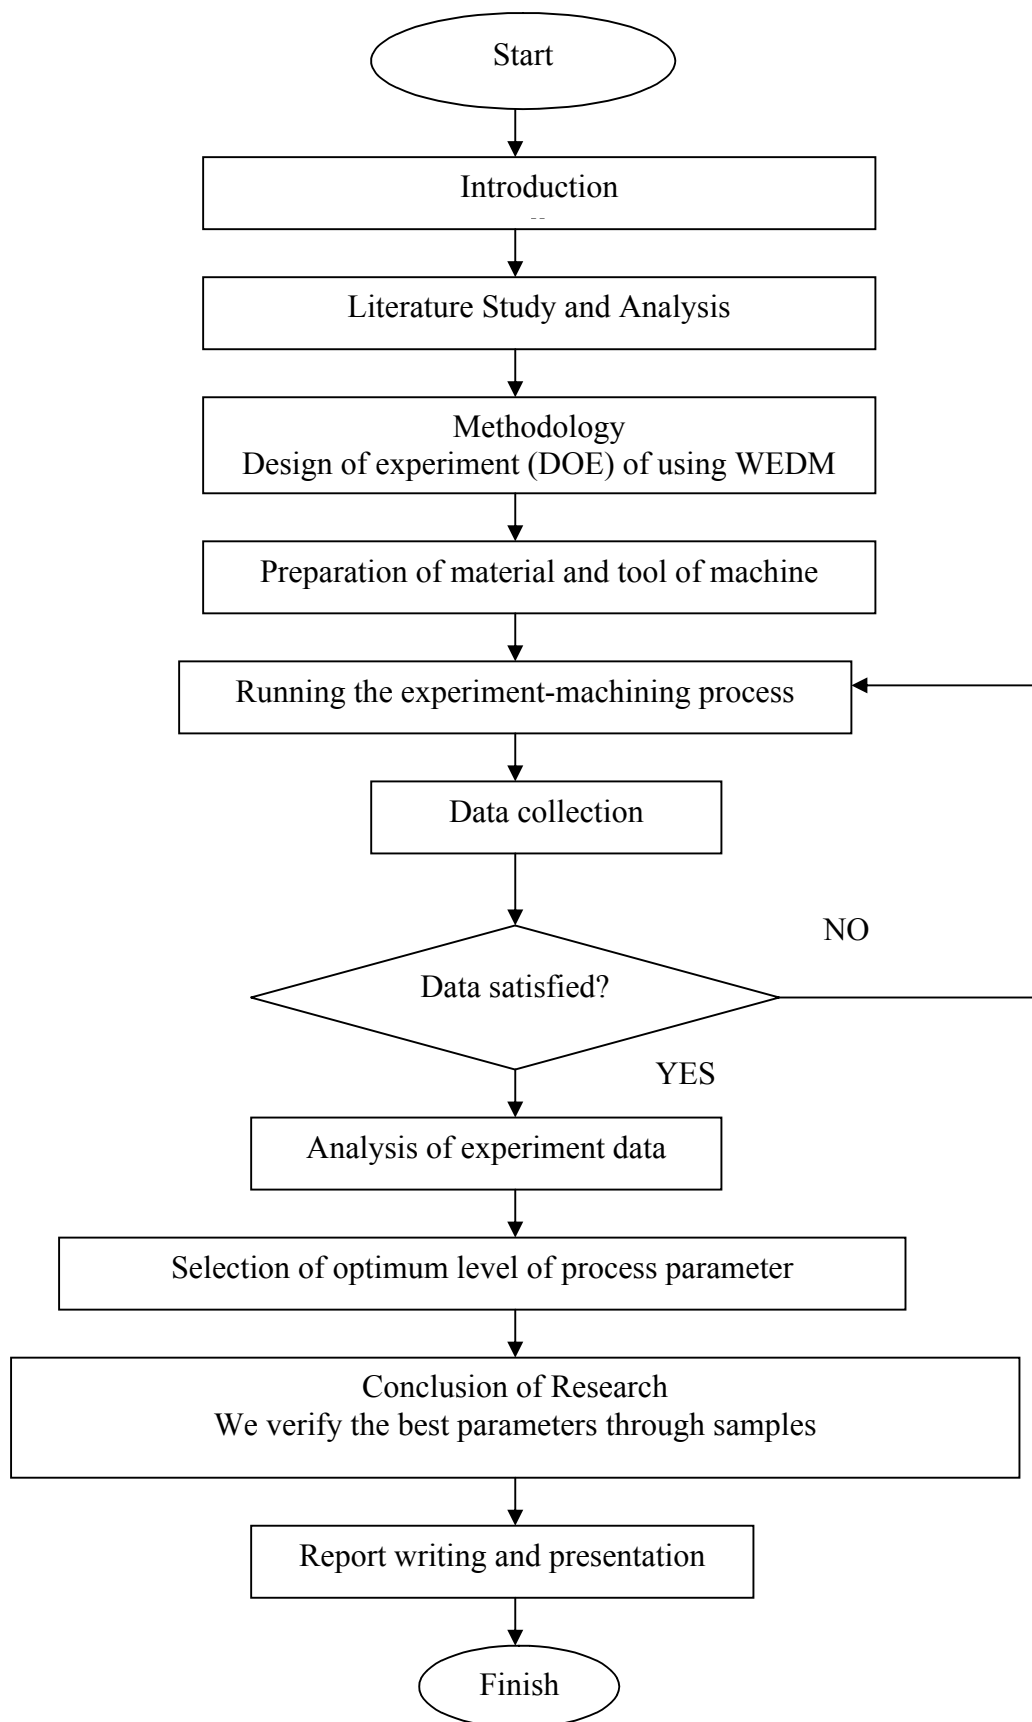 Start
Introduction
--
Literature Study and Analysis
Methodology
Design of experiment (DOE) of using WEDM
Preparation of material and tool of machine
Running the experiment-machining process
Data collection
NO
Data satisfied?
YES
Analysis of experiment data
Selection of optimum level of process parameter
Conclusion of Research
We verify the best parameters through samples
Report writing and presentation
Finish